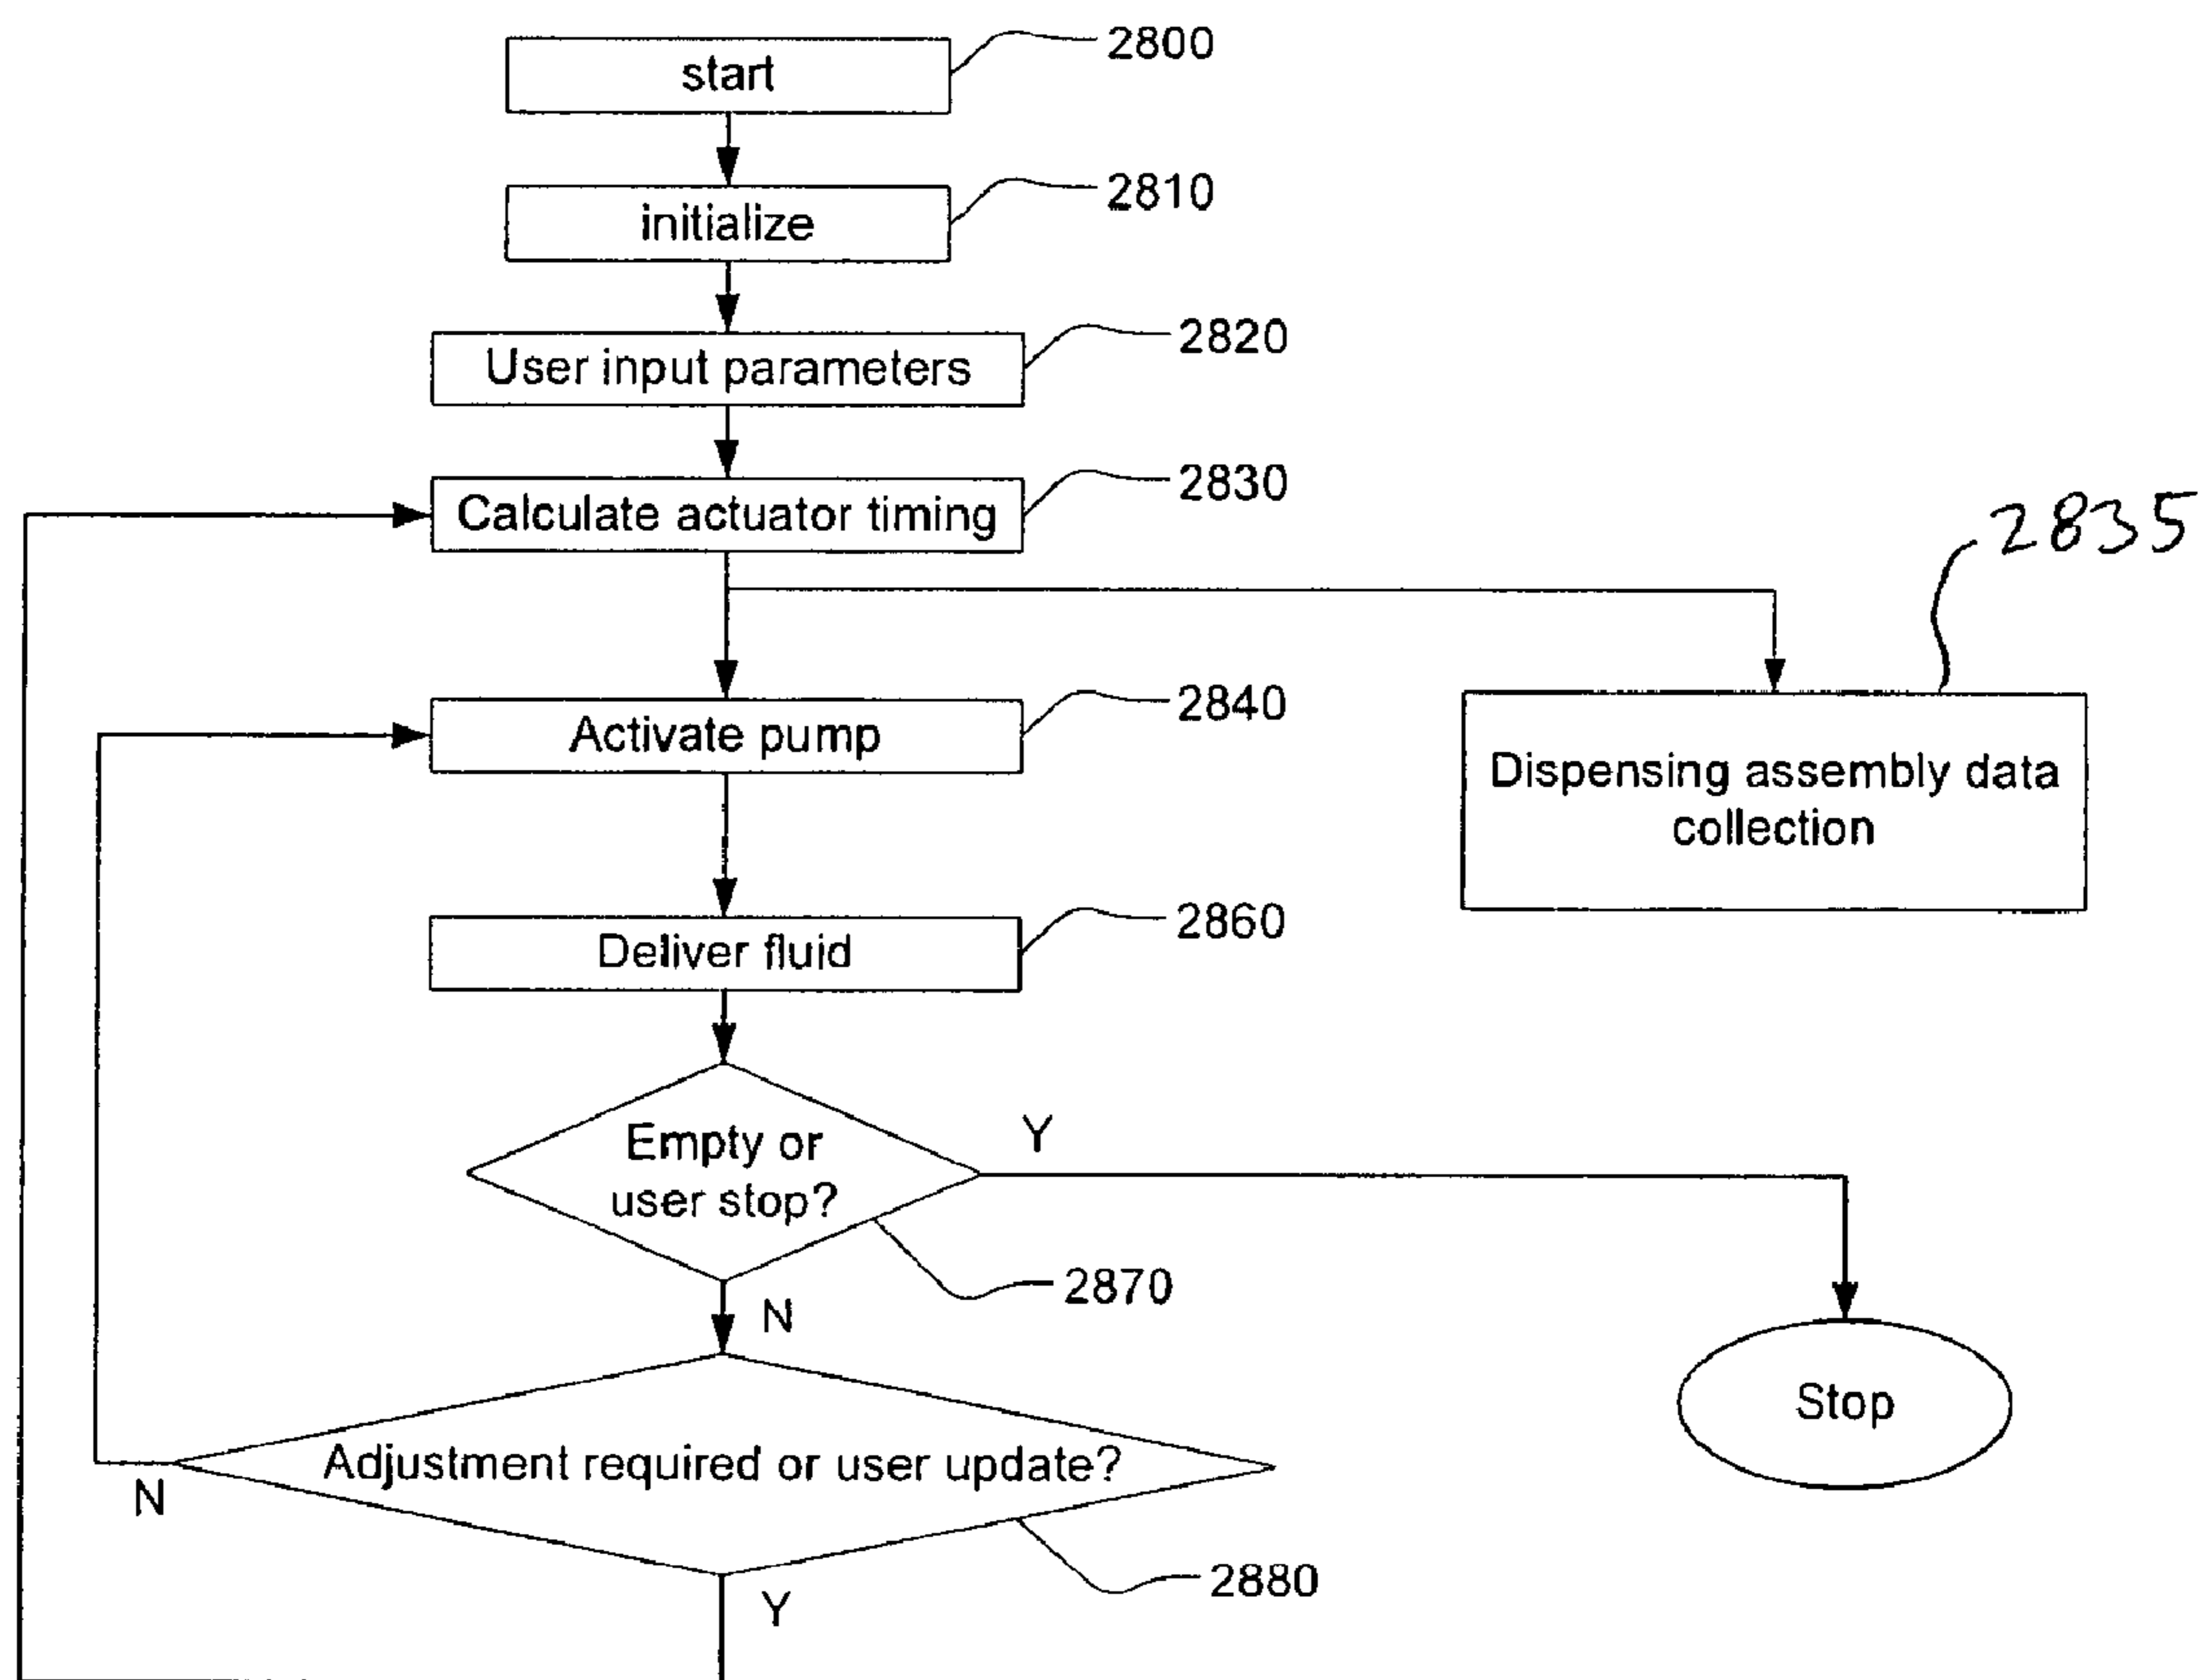 start
2800
initialize
2810
User input parameters
2820
Calculate actuator timing
2830
2835
Activate pump
2840
Dispensing assembly data
collection
Deliver fluid
2860
Empty or
user stop?
Y
2870
N
Stop
Adjustment required or user update?
N
2880
Y